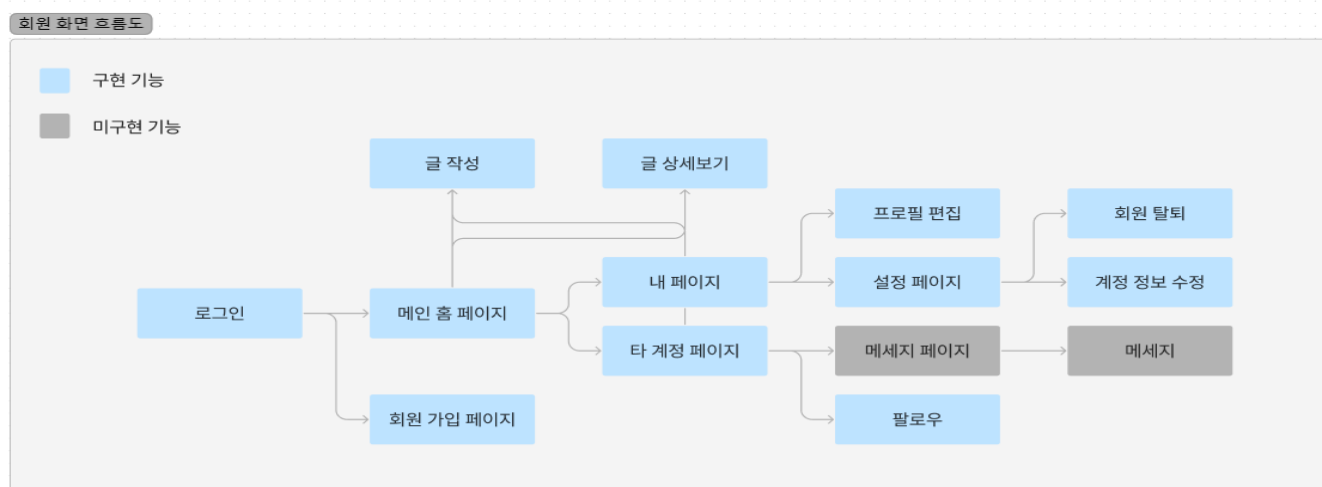 회원 화면 흐름도
구현 기능
미구현 기능
글 작성
글 상세보기
프로필 편집
회원 탈퇴
내 페이지
설정 페이지
계정 정보 수정
로그인
메인 홈 페이지
타 계정 페이지
메세지 페이지
메세지
회원 가입 페이지
팔로우